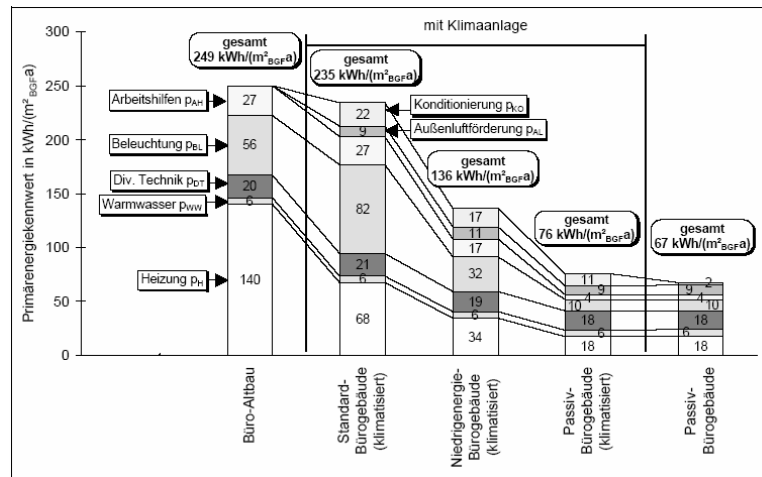 mit Klimaanlage
Primärenergiekennwert in kWh/(m²BGFa)
300
250
200
150
100
50
0
gesamt
249 kWh/(m²BGFa)
gesamt
235 kWh/(m²BGFa)
gesamt
136 kWh/(m²BGFa)
gesamt
76 kWh/(m²BGFa)
gesamt
67 kWh/(m²BGFa)
Arbeitshilfen pAH
Beleuchtung pBL
Div. Technik pDT
Warmwasser pWW
Heizung pH
Konditionierung pKO
Außenluftförderung pAL
27
56
20
6
140
22
9
27
82
21
6
68
17
11
17
32
19
6
34
11
9
4
10
18
6
18
2
9
4
10
18
6
18
Büro-Altbau
Standard-
Bürogebäude
(klimatisiert)
Niedrigenergie-
Bürogebäude
(klimatisiert)
Passiv-
Bürogebäude
(klimatisiert)
Passiv-
Bürogebäude